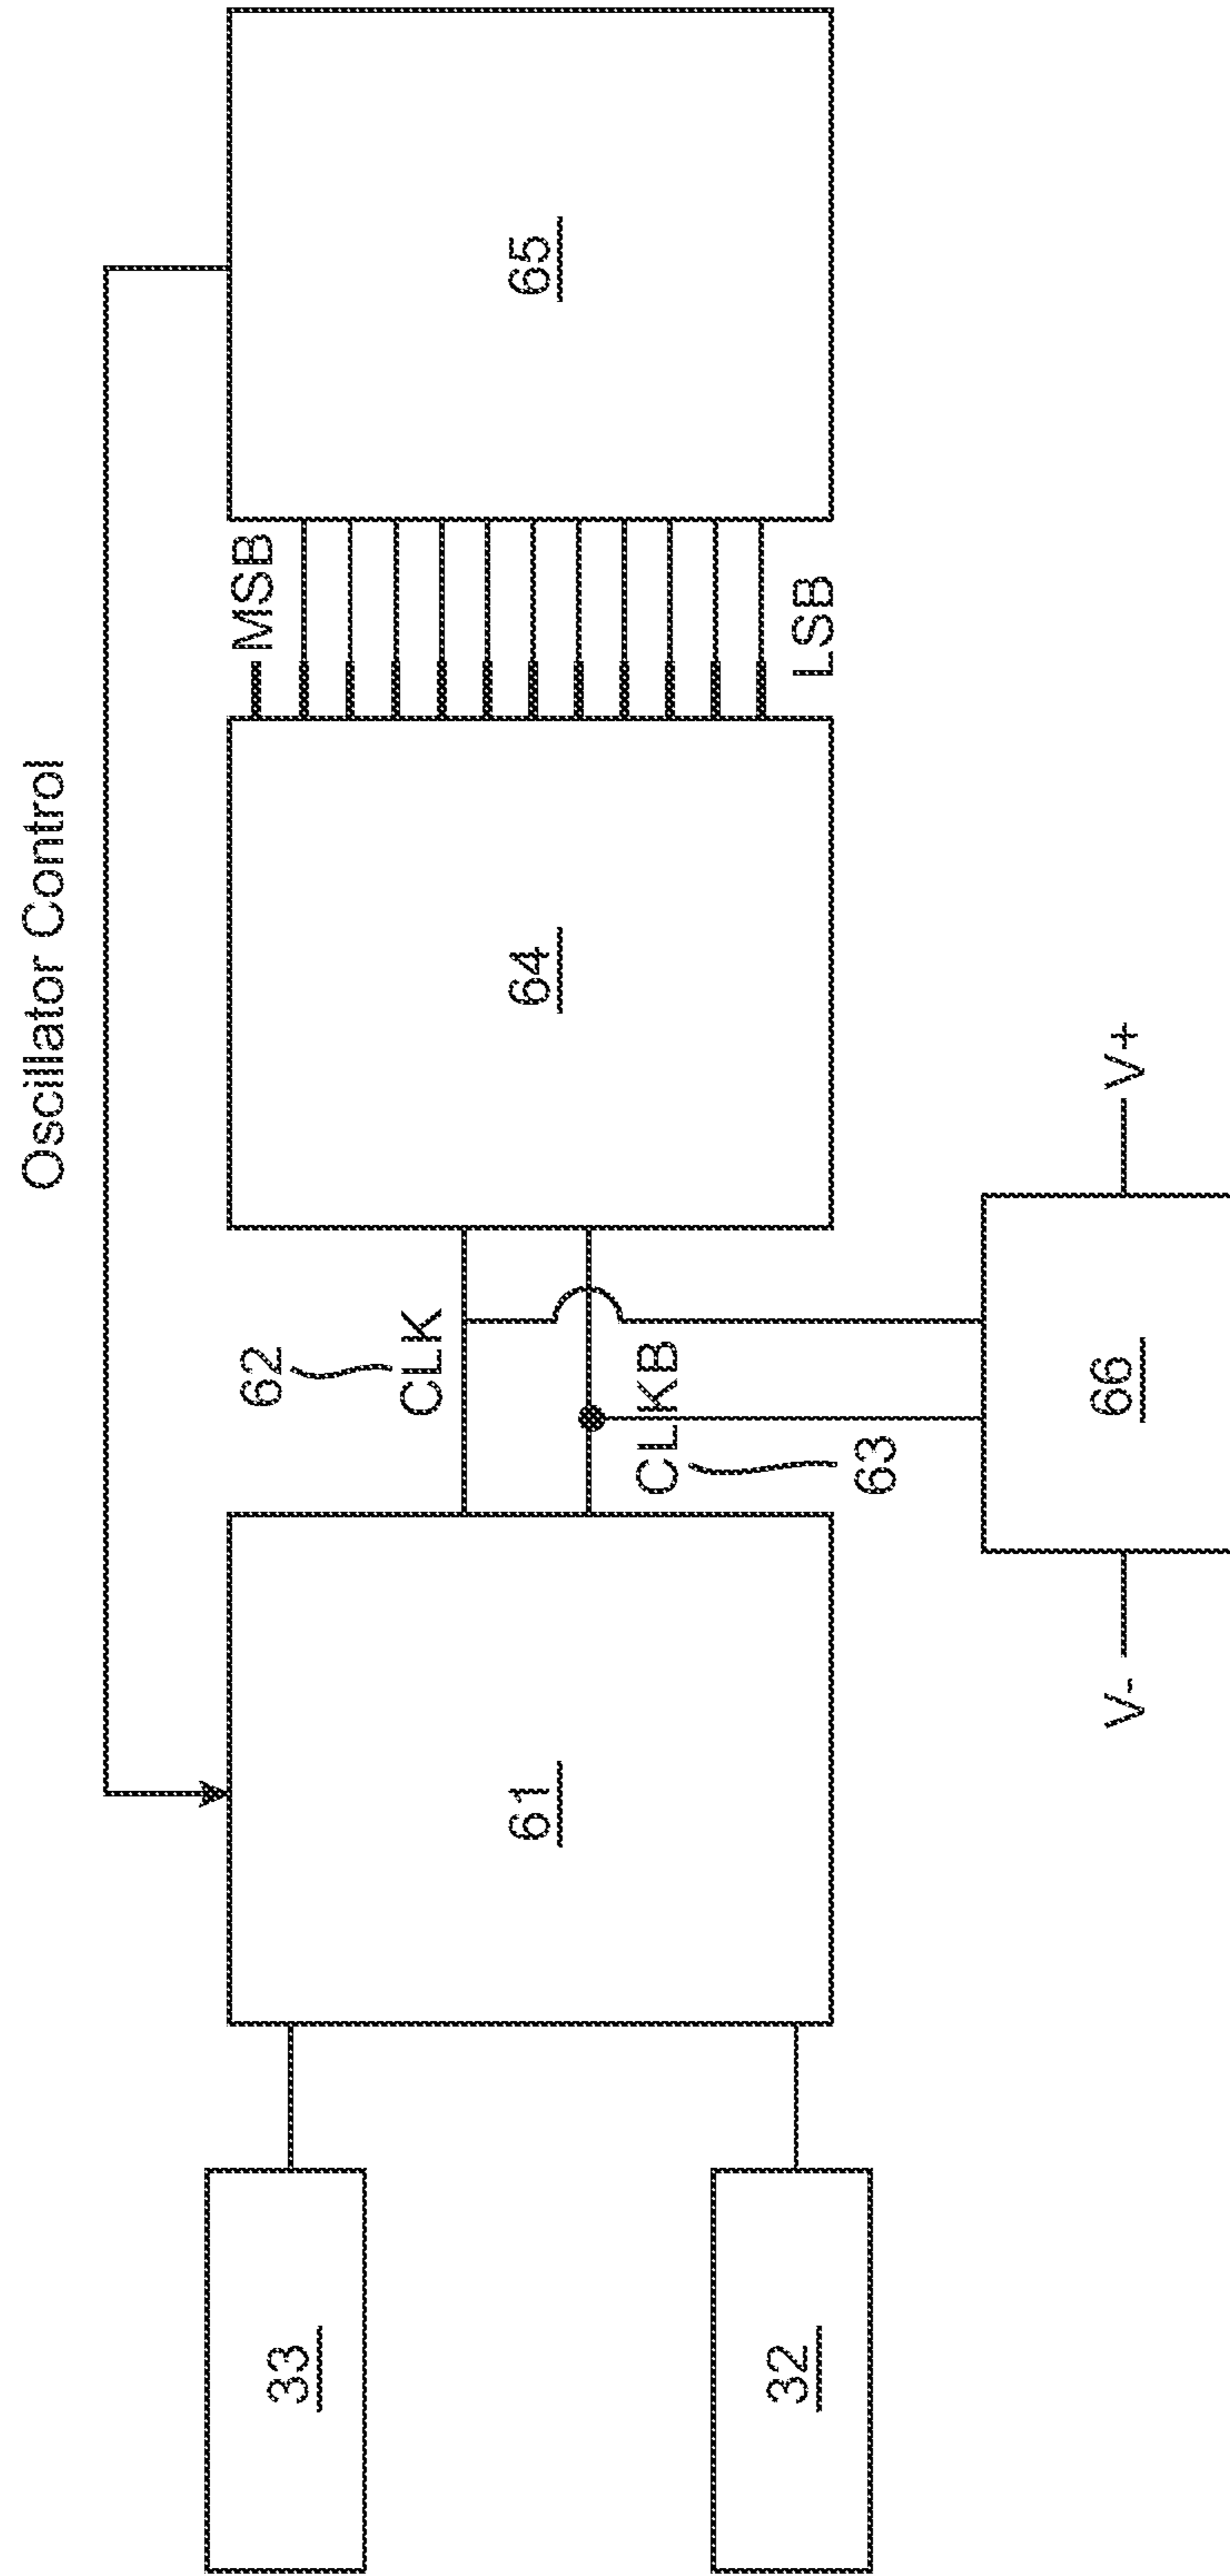 Oscillator Control
33
61
62
CLK
64
MSB
65
32
CLKB
63
LSB
V-
66
V+